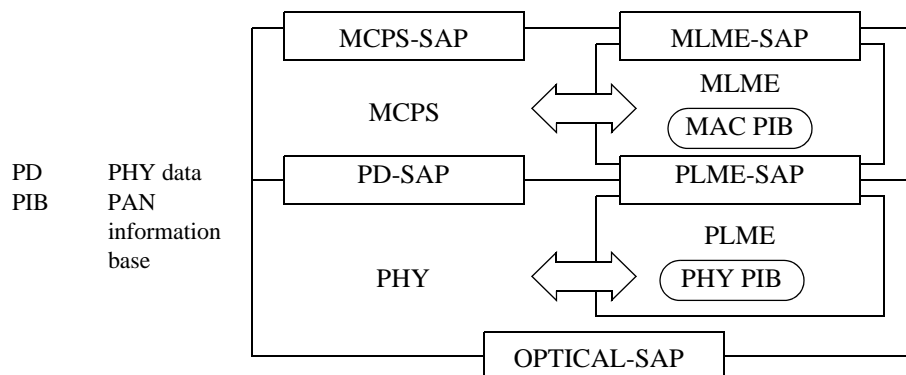 MCPS-SAP MLME-SAP
MLME
MCPS
MAC PIB
PD PHY data
PD-SAP PLME-SAP
PIB PAN
information
base
PLME
PHY
PHY PIB
OPTICAL-SAP